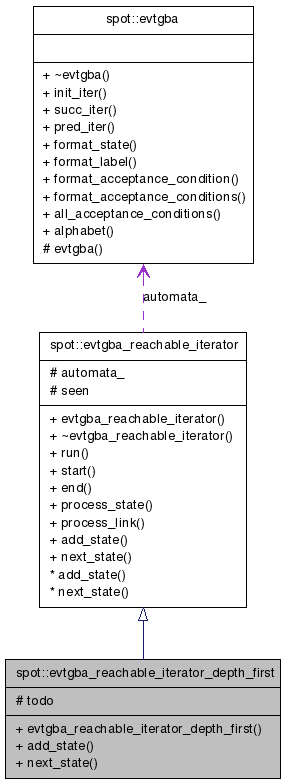 spot::evtgba
+ ~evtgba()
+ init_iter()
+ succ_iter()
+ pred_iter()
+ format_state()
+ format_label()
+ format_acceptance_condition()
+ format_acceptance_conditions()
+ all_acceptance_conditions()
+ alphabet()
# evtgba()
automata_
spot::evtgba_reachable_iterator
# automata_
# seen
+ evtgba_reachable_iterator()
+ ~evtgba_reachable_iterator()
+ run()
+ start()
+ end()
+ process_state()
+ process_link()
+ add_state()
+ next_state()
* add_state()
* next_state()
spot::evtgba_reachable_iterator_depth_first
# todo
+ evtgba_reachable_iterator_depth_first()
+ add_state()
+ next_state()